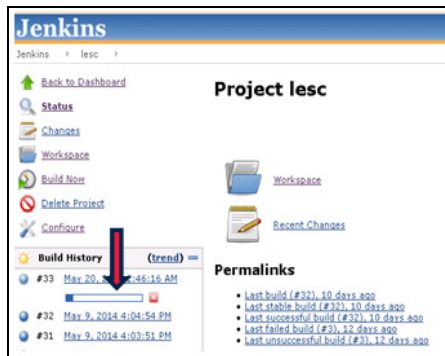 Jenkins
Jenkins lesc
Back to Dashboard
Status
Changes
Workspace
Build Now
Delete Project
Configure
Build History (trend)
#33 May 20, :46:16 AM
#32 May 9, 2014 4:04:54 PM
#31 May 9, 2014 4:03:51 PM
Project lesc
Workspace
Recent Changes
Permalinks
Last build (#32), 10 days ago
Last stable build (#32), 10 days ago
Last successful build (#32), 10 days ago
Last failed build (#3), 12 days ago
Last unsuccessful build (#3), 12 days ago